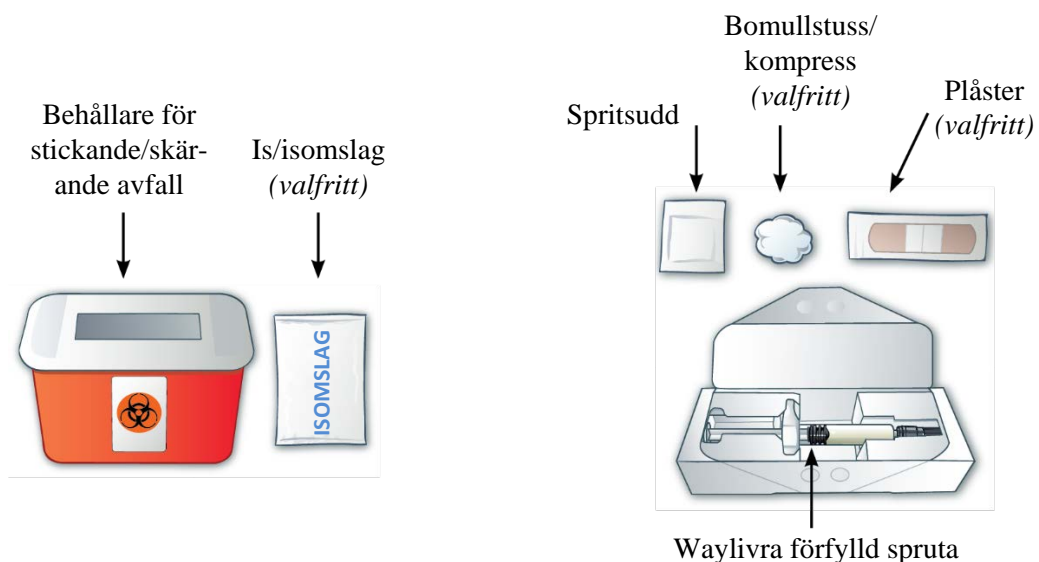 Behållare för
stickande/skär-
ande avfall
Is/isomslag
(valfritt)
ISOMSLAG
Spritsudd
Bomullstuss/
kompress
(valfritt)
Plåster
(valfritt)
Waylivra förfylld spruta